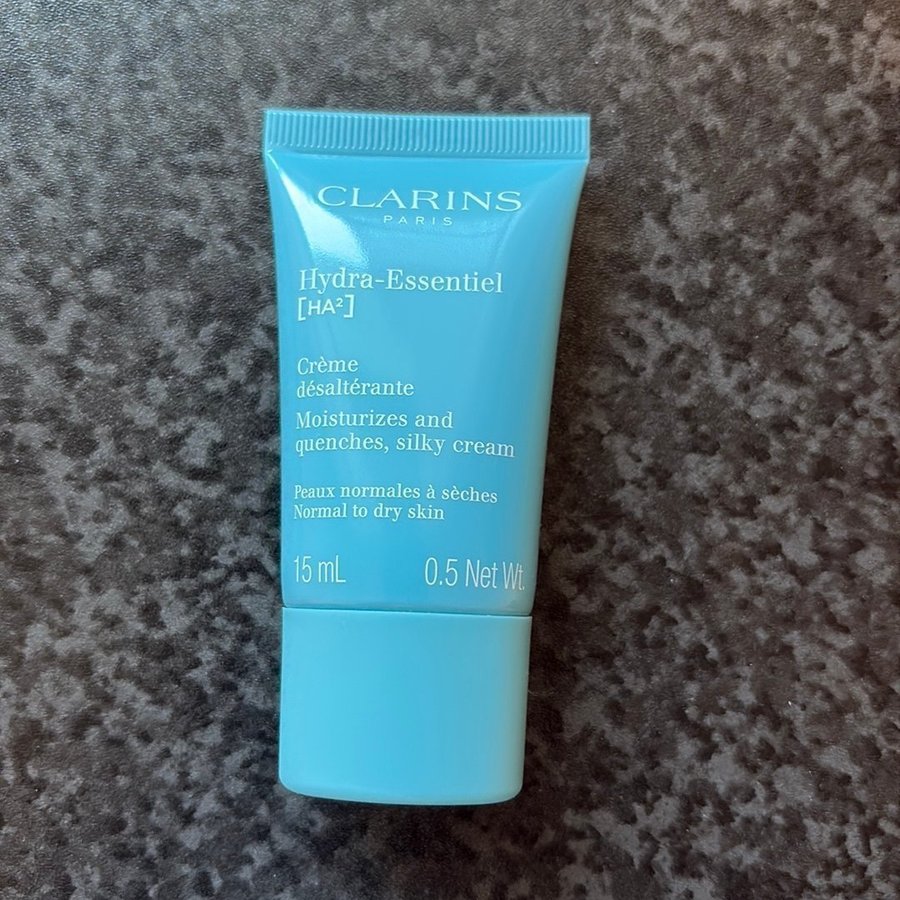 CLARINS
PARIS
Hydra-Essentiel
[HA²]
Crème
désaltérante
Moisturizes and
quenches, silky cream
Peaux normales à sèches
Normal to dry skin
15 mL 0.5 Net Wt.